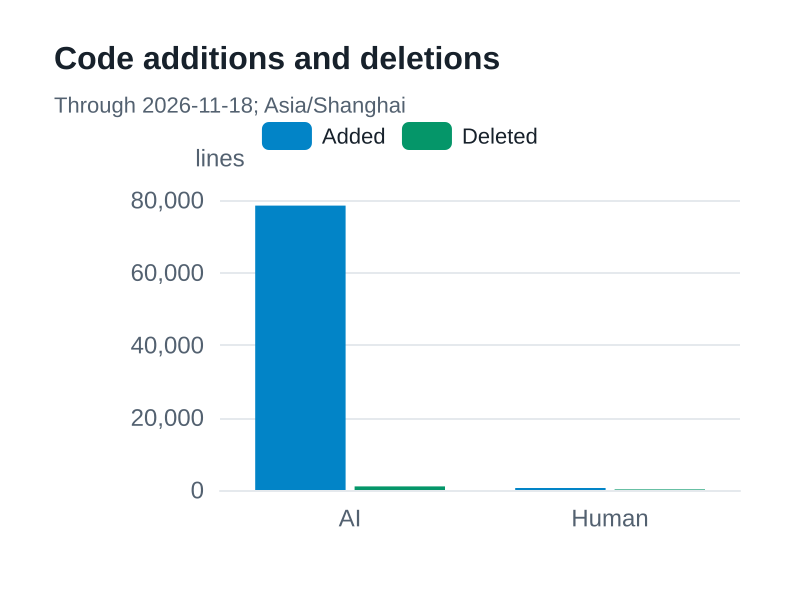 Code additions and deletions
Through 2026-11-18; Asia/Shanghai
Added Deleted
lines
80,000
60,000
40,000
20,000
0
AI Human